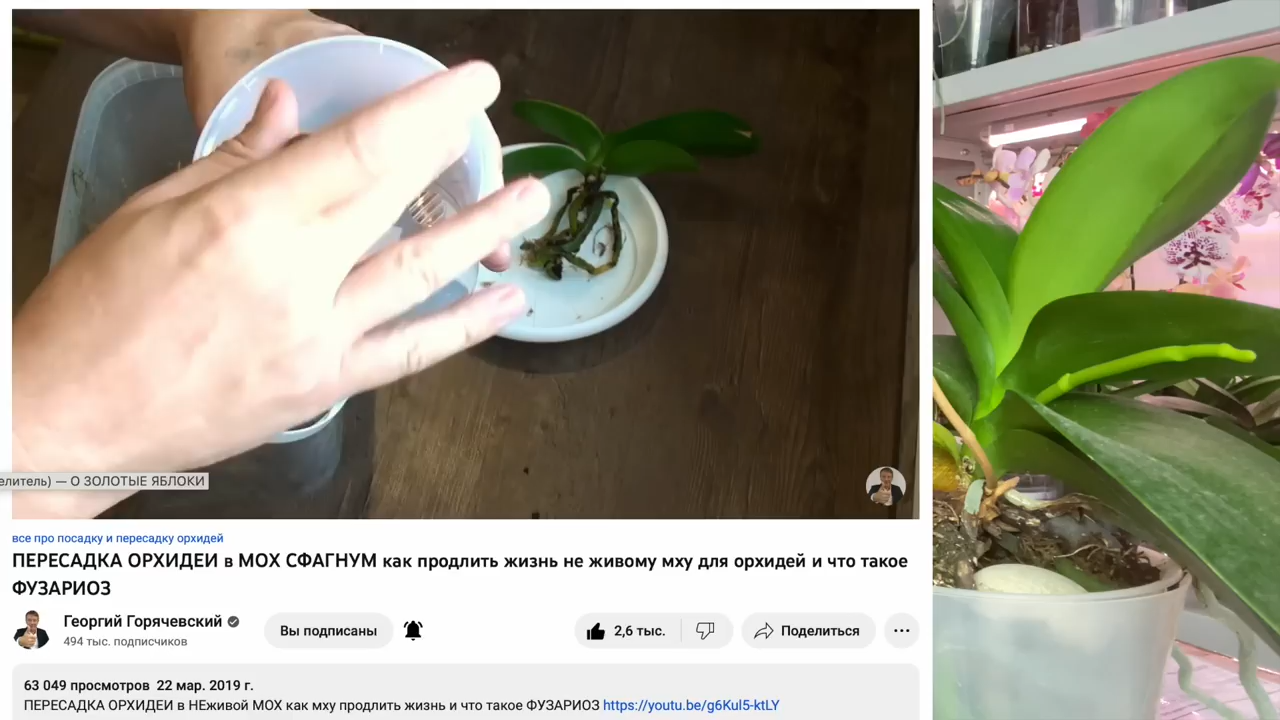 елитель) — О ЗОЛОТЫЕ ЯБЛОКИ
все про посадку и пересадку орхидей
ПЕРЕСАДКА ОРХИДЕИ в МОХ СФАГНУМ как продлить жизнь не живому мху для орхидей и что такое
ФУЗАРИОЗ
Георгий Горячевский
494 тыс. подписчиков
Вы подписаны
2,6 тыс.
Поделиться
63 049 просмотров 22 мар. 2019 г.
ПЕРЕСАДКА ОРХИДЕИ в НЕживой МОХ как мху продлить жизнь и что такое ФУЗАРИОЗ https://youtu.be/g6Kul5-ktLY